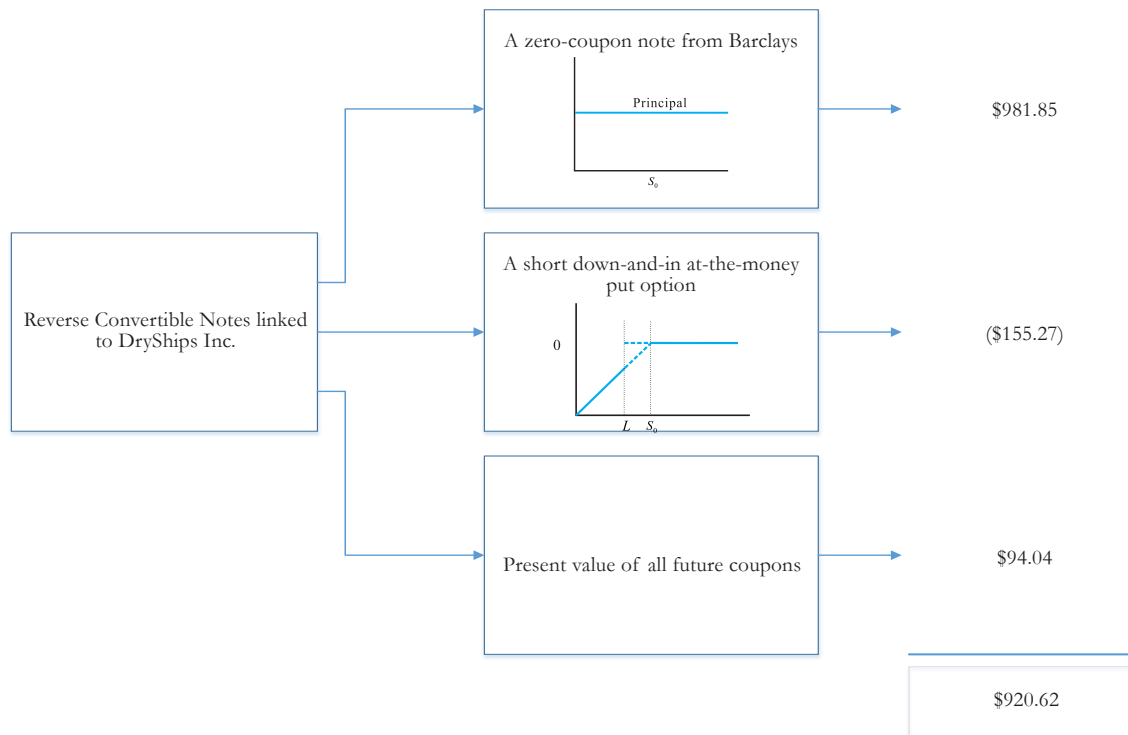 A zero-coupon note from Barclays
Principal
S₀
$981.85
Reverse Convertible Notes linked
to DryShips Inc.
A short down-and-in at-the-money
put option
0
L S₀
($155.27)
Present value of all future coupons
$94.04
$920.62